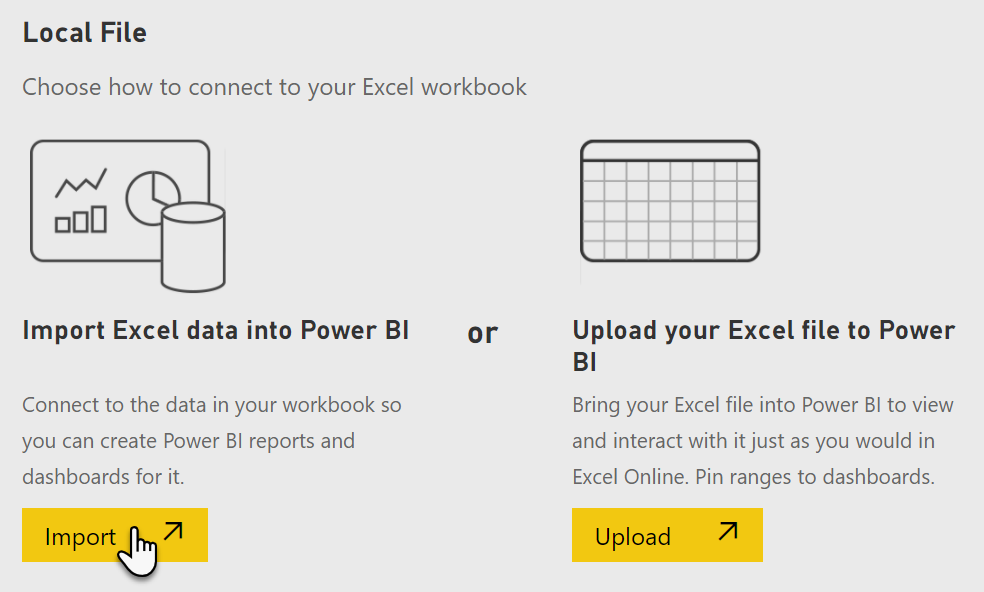 Local File
Choose how to connect to your Excel workbook
Import Excel data into Power BI
Connect to the data in your workbook so
you can create Power BI reports and
dashboards for it.
Import
or
Upload your Excel file to Power
BI
Bring your Excel file into Power BI to view
and interact with it just as you would in
Excel Online. Pin ranges to dashboards.
Upload